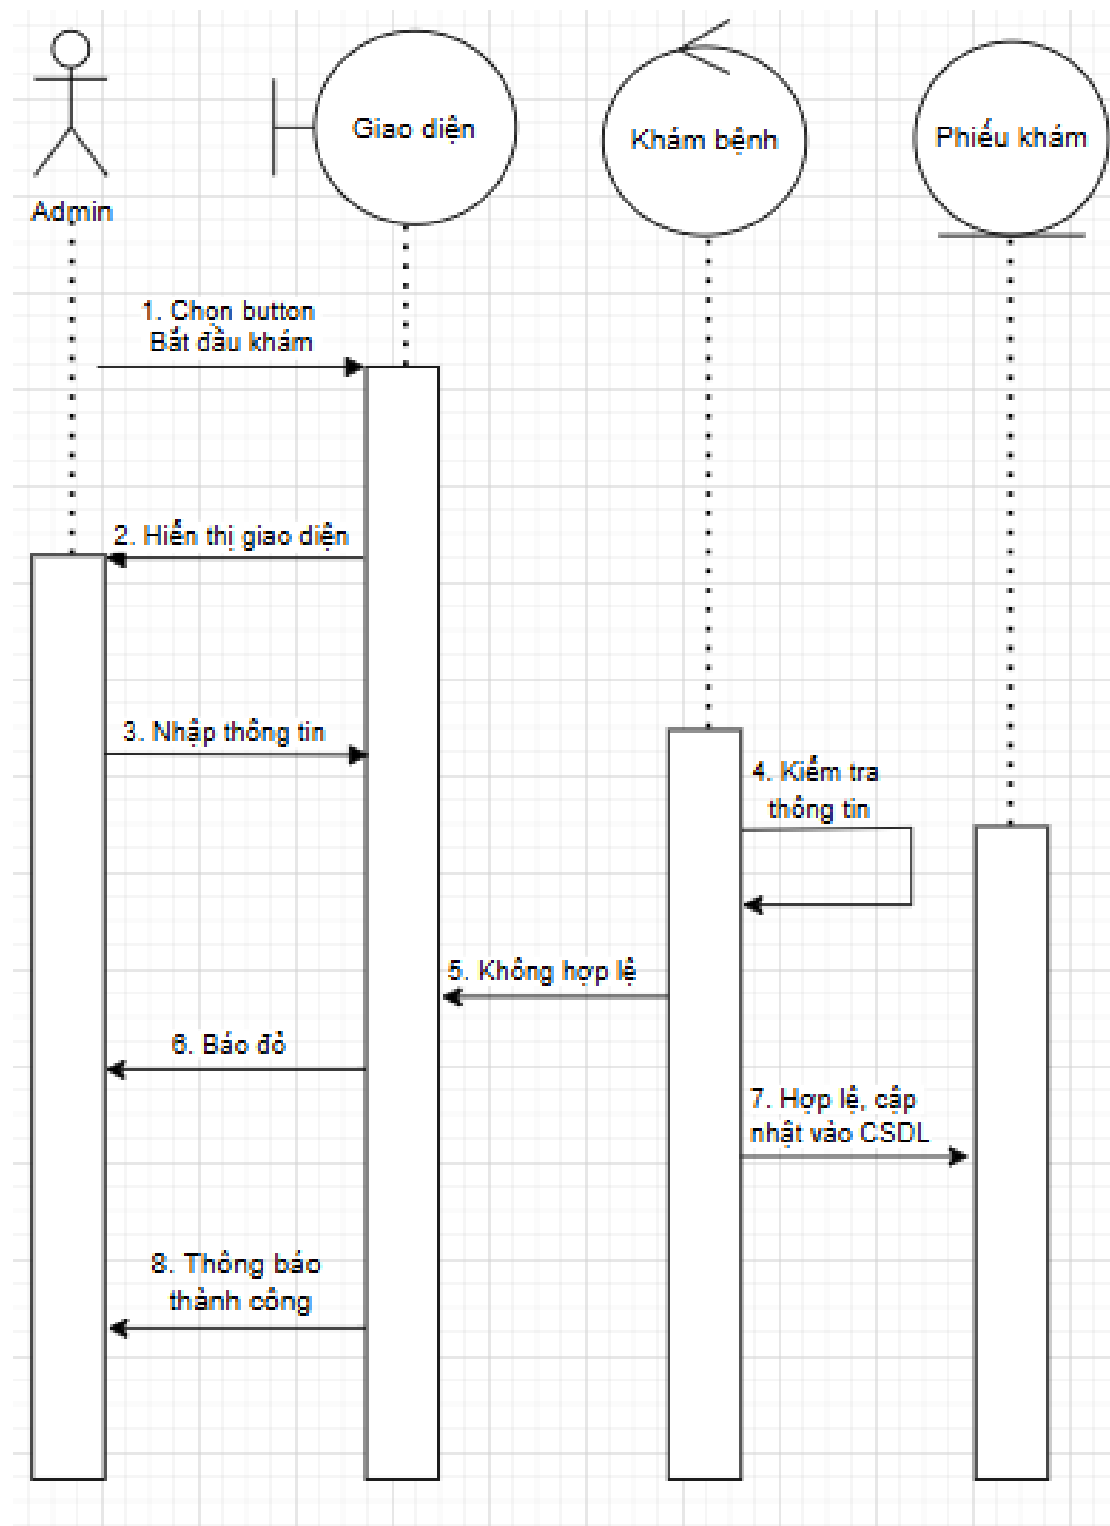 Giao diện
Khám bệnh
Phiếu khám
Admin
1. Chọn button
Bắt đầu khám
2. Hiển thị giao diện
3. Nhập thông tin
4. Kiểm tra
thông tin
5. Không hợp lệ
6. Báo đỏ
7. Hợp lệ, cập
nhật vào CSDL
8. Thông báo
thành công